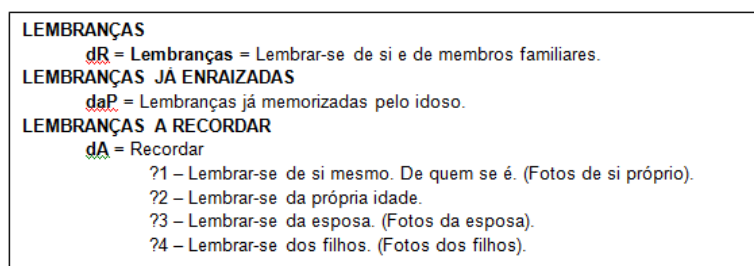 LEMBRANÇAS
dR = Lembranças = Lembrar-se de si e de membros familiares.
LEMBRANÇAS JÁ ENRAIZADAS
daP = Lembranças já memorizadas pelo idoso.
LEMBRANÇAS A RECORDAR
dA = Recordar
?1 – Lembrar-se de si mesmo. De quem se é. (Fotos de si próprio).
?2 – Lembrar-se da própria idade.
?3 – Lembrar-se da esposa. (Fotos da esposa).
?4 – Lembrar-se dos filhos. (Fotos dos filhos).